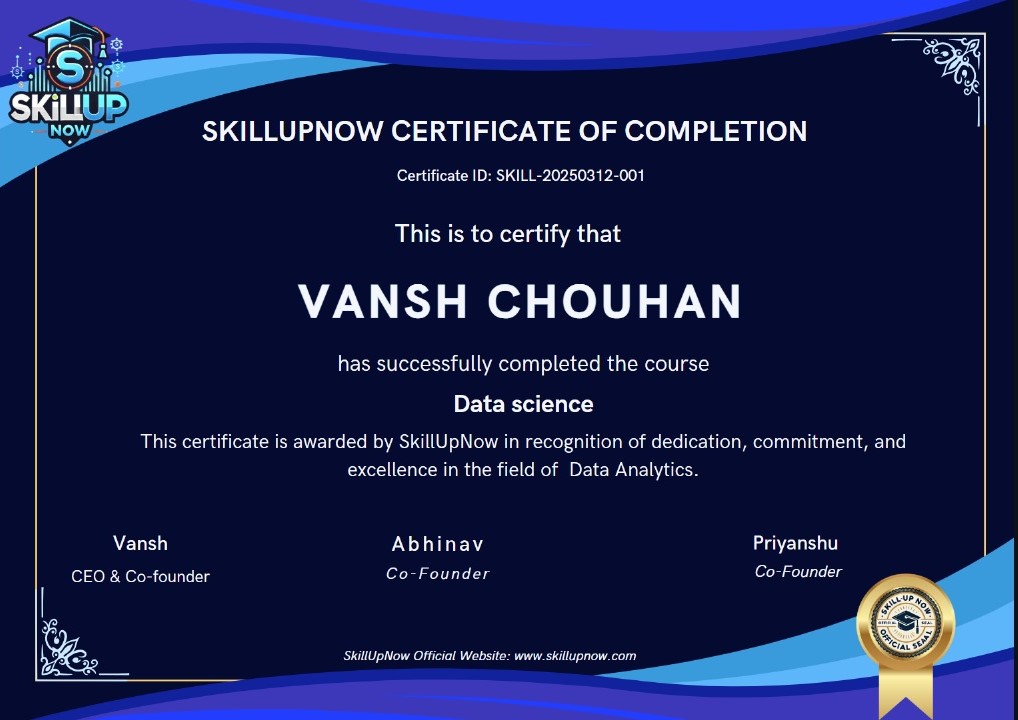 SKILLUP
NOW
SKILLUPNOW CERTIFICATE OF COMPLETION
Certificate ID: SKILL-20250312-001
This is to certify that
VANSH CHOUHAN
has successfully completed the course
Data science
This certificate is awarded by SkillUpNow in recognition of dedication, commitment, and
excellence in the field of Data Analytics.
Vansh
Abhinav
Priyanshu
CEO & Co-founder
Co-Founder
Co-Founder
SKILL-UP NOW
OFFICIAL SEAAL
SkillUpNow Official Website: www.skillupnow.com